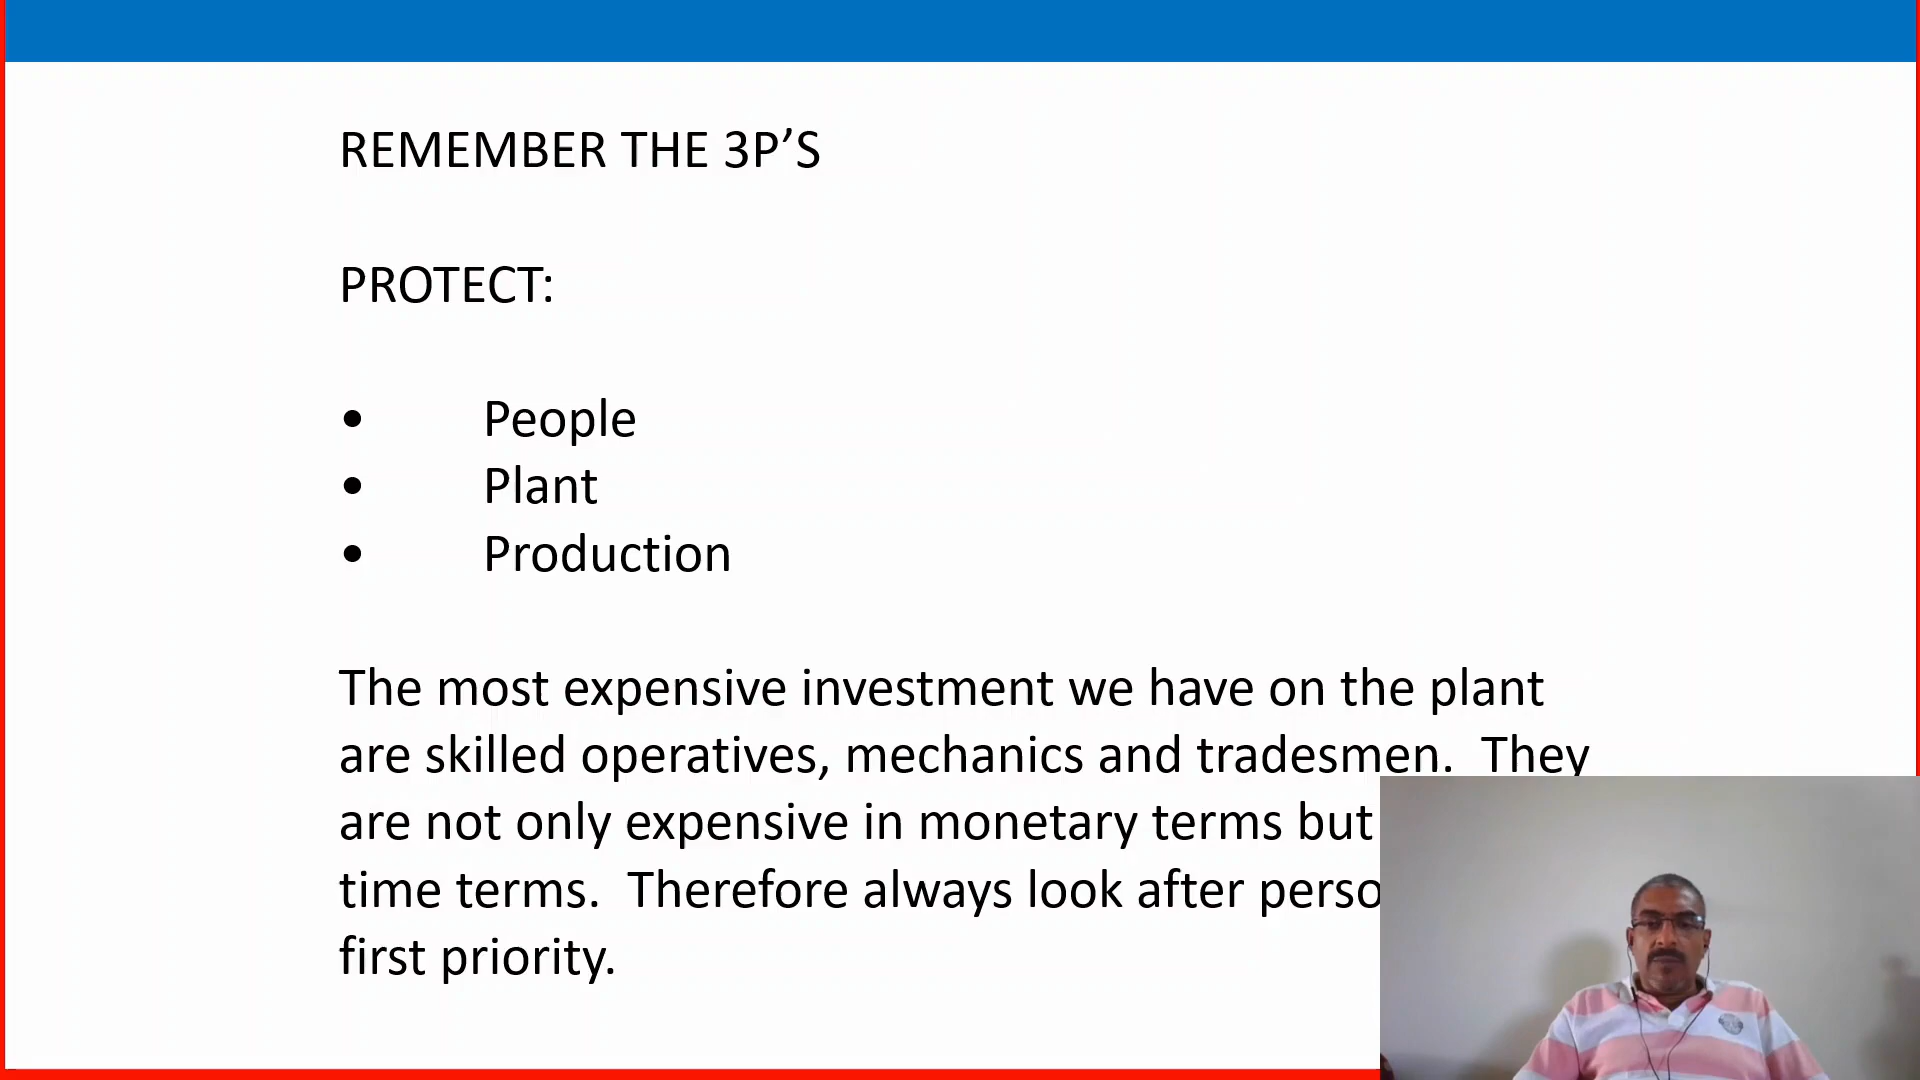 REMEMBER THE 3P’S
PROTECT:
• People
• Plant
• Production
The most expensive investment we have on the plant
are skilled operatives, mechanics and tradesmen.  They
are not only expensive in monetary terms but
time terms.  Therefore always look after
first priority.